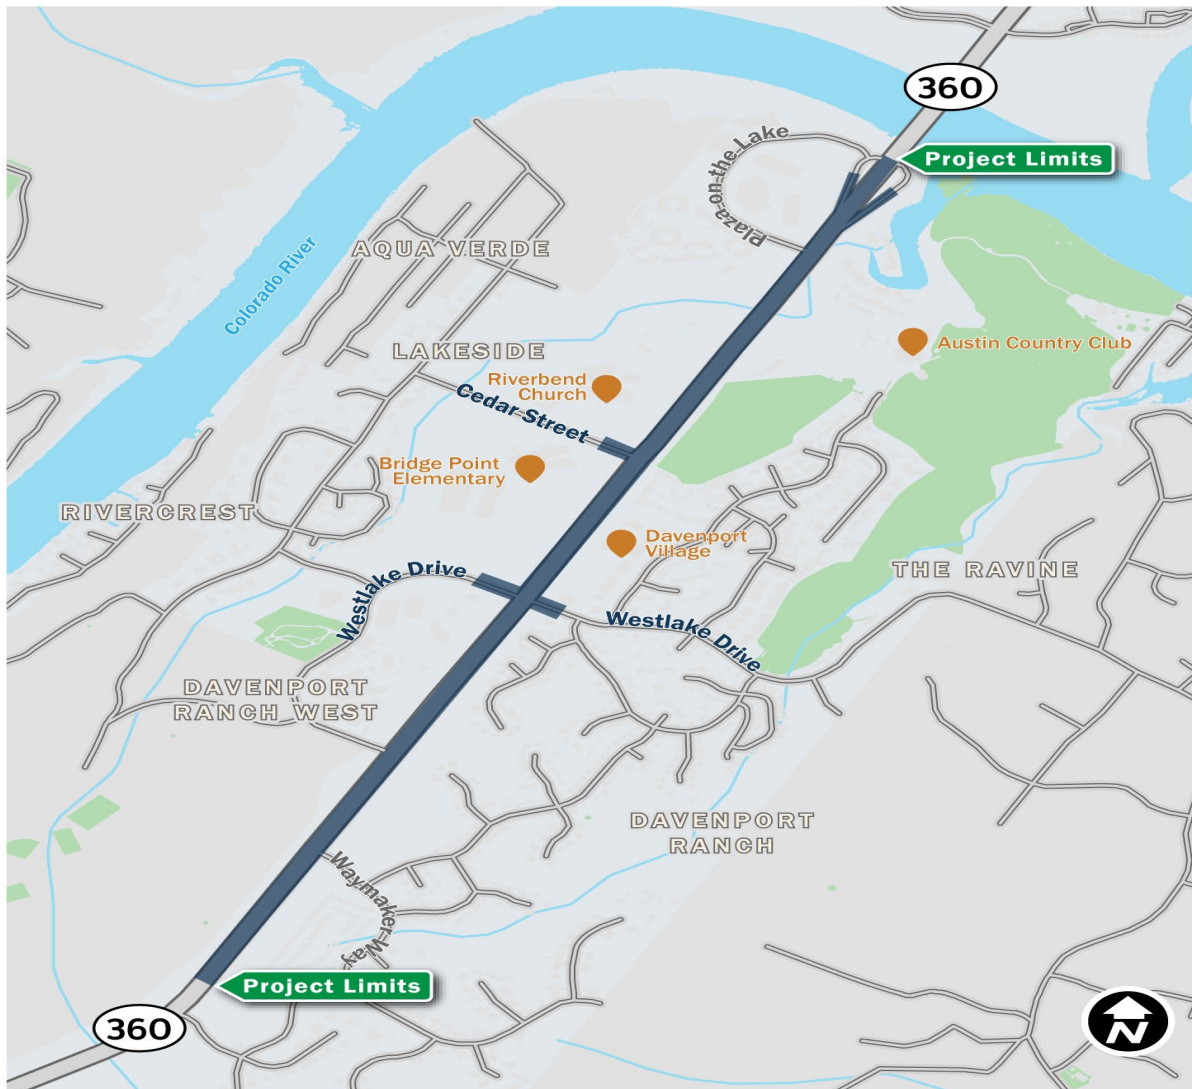 360
Project Limits
Plaza on the Lake
AQUA VERDE
Colorado River
Austin Country Club
LAKESIDE
Riverbend
Church
Cedar Street
Bridge Point
Elementary
RIVERCREST
Davenport
Village
THE RAVINE
Westlake Drive
Westlake Drive
DAVENPORT
RANCH WEST
DAVENPORT
RANCH
Waymaker Way
Project Limits
360
N